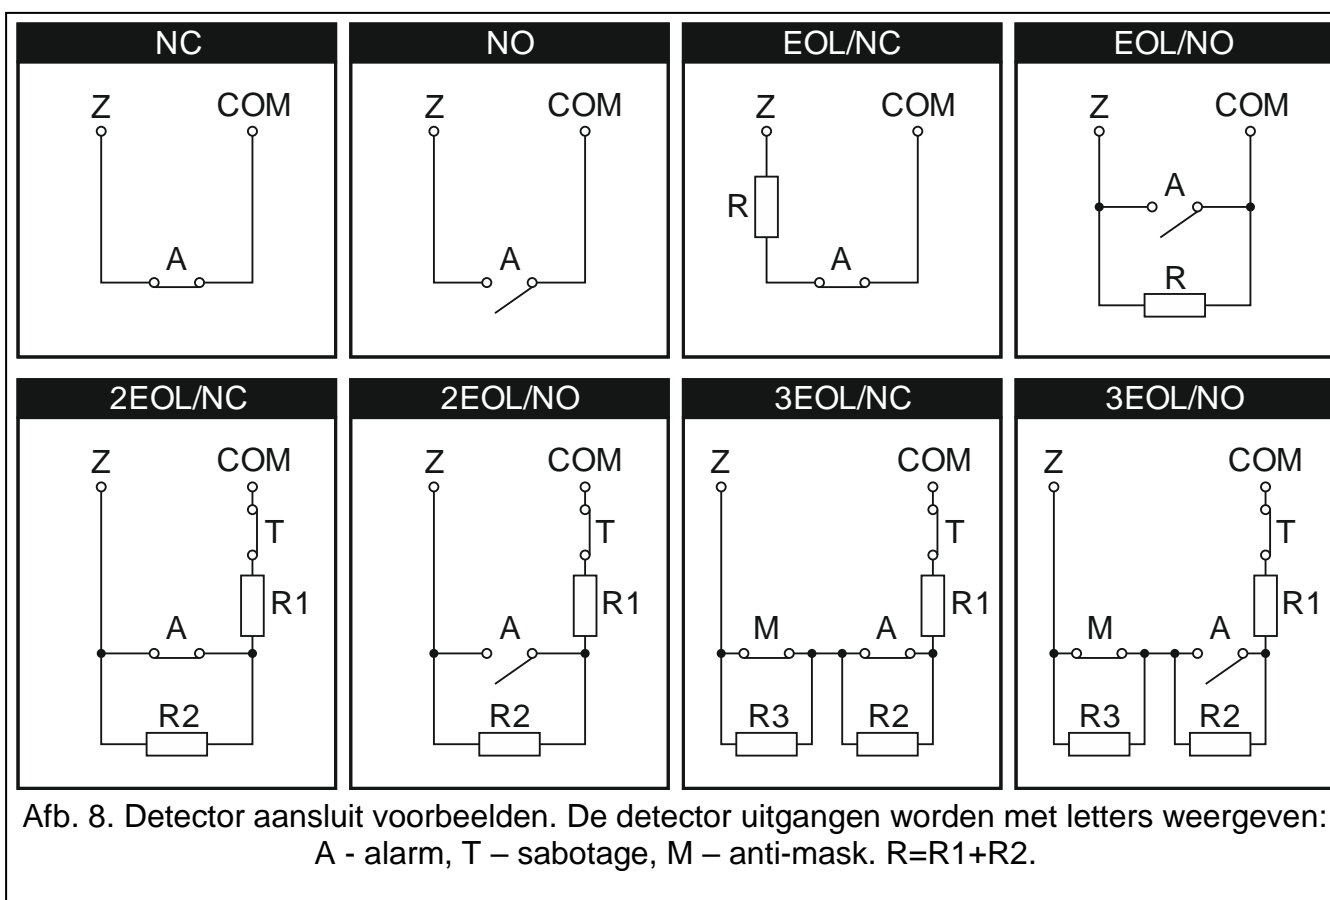 NC NO EOL/NC EOL/NO
Z COM Z COM Z COM Z COM
A
R
A A A
R
2EOL/NC 2EOL/NO 3EOL/NC 3EOL/NO
Z COM Z COM Z COM Z COM
T T T T
R1 R1 R1 R1
A A M A M A
R2 R2 R3 R2 R3 R2
Afb. 8. Detector aansluit voorbeelden. De detector uitgangen worden met letters weergeven:
A - alarm, T – sabotage, M – anti-mask. R=R1+R2.